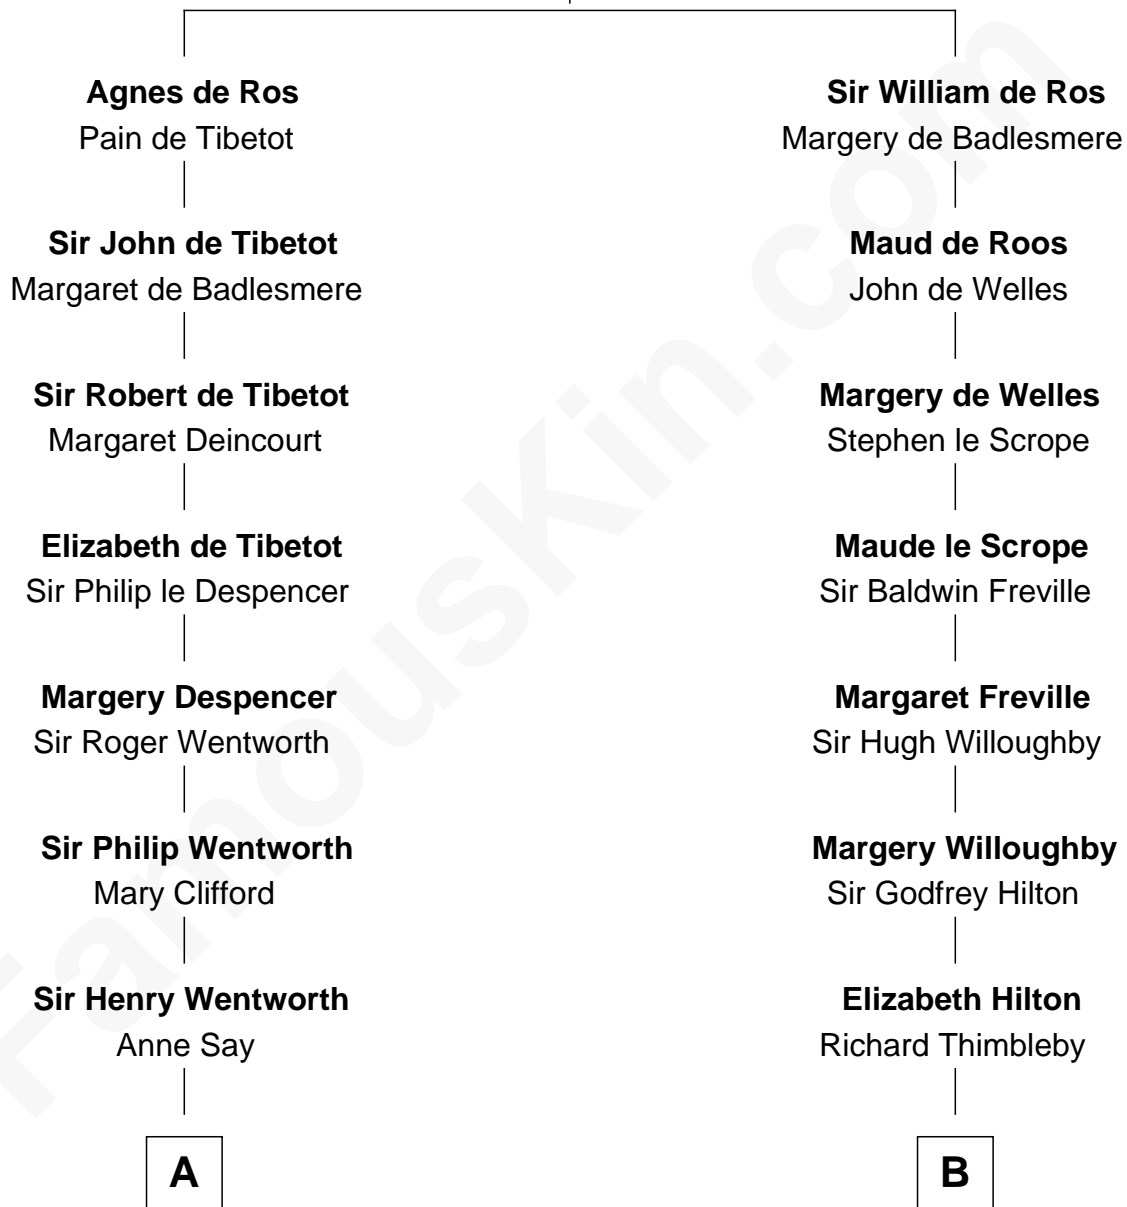 Agnes de Ros
Pain de Tibetot
Sir William de Ros
Margery de Badlesmere
Sir John de Tibetot
Margaret de Badlesmere
Maud de Roos
John de Welles
Sir Robert de Tibetot
Margaret Deincourt
Margery de Welles
Stephen le Scrope
Elizabeth de Tibetot
Sir Philip le Despencer
Maude le Scrope
Sir Baldwin Freville
Margery Despencer
Sir Roger Wentworth
Margaret Freville
Sir Hugh Willoughby
Sir Philip Wentworth
Mary Clifford
Margery Willoughby
Sir Godfrey Hilton
Sir Henry Wentworth
Anne Say
Elizabeth Hilton
Richard Thimbleby
A
B
FamousKin.com